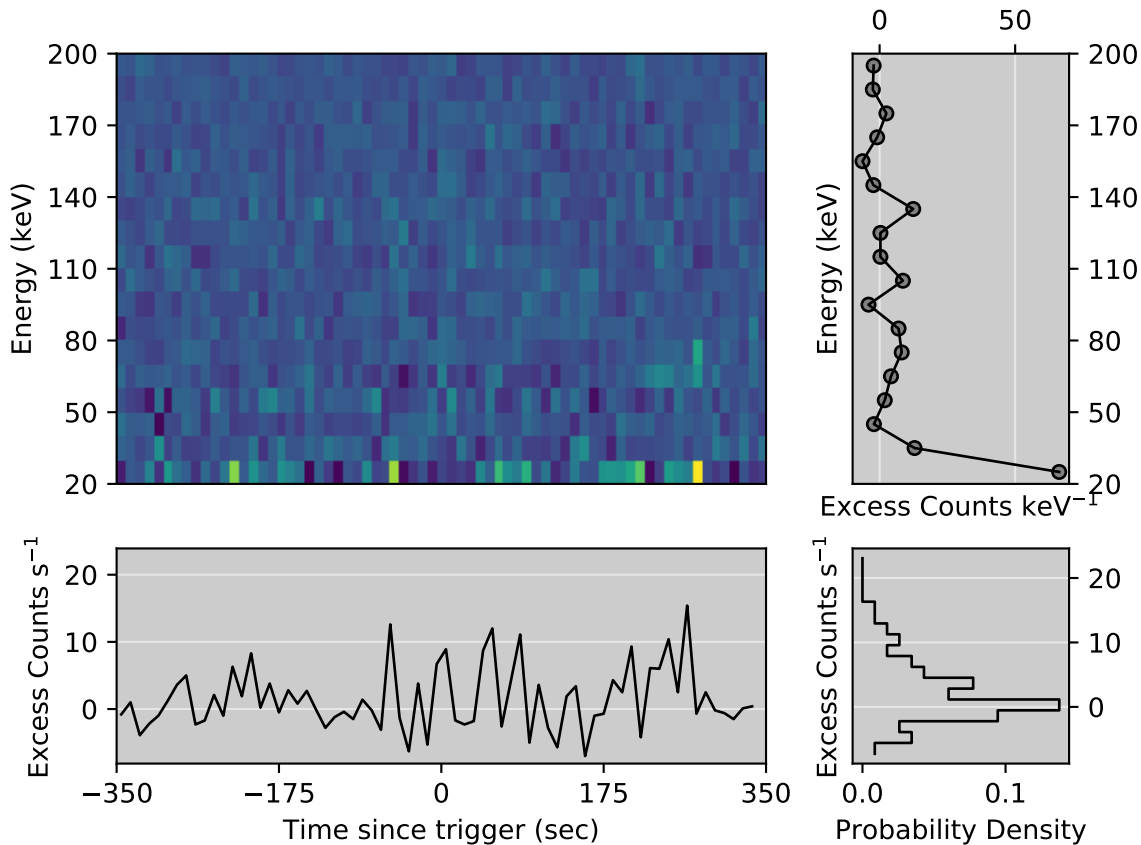 0 50
200
170
140
110
80
50
20
Energy (keV)
200
170
140
110
80
50
20
Energy (keV)
Excess Counts keV⁻¹
20
10
0
Excess Counts s⁻¹
−350 −175 0 175 350
Time since trigger (sec)
20
10
0
Excess Counts s⁻¹
0.0 0.1
Probability Density